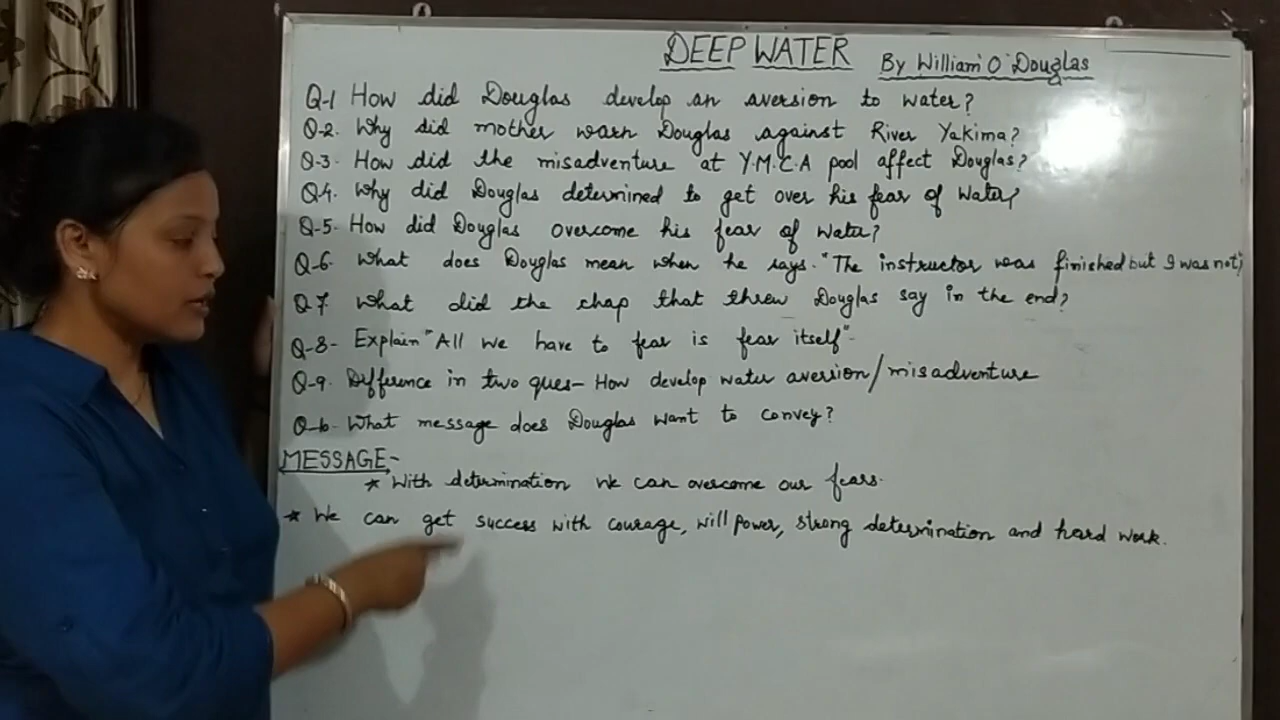 DEEP WATER By William O Douglas
Q-1 How did Douglas develop an aversion to water?
Q-2. Why did mother warn Douglas against River Yakima?
Q-3. How did the misadventure at Y.M.C.A pool affect Douglas?
Q4. Why did Douglas determined to get over his fear of water?
Q-5- How did Douglas overcome his fear of water?
Q-6- What does Douglas mean when he says. "The instructor was finished but I was not"?
Q7 What did the chap that threw Douglas say in the end?
Q-8- Explain "All we have to fear is fear itself"-
Q-9. Difference in two ques- How develop water aversion/misadventure
Q-10- What message does Douglas want to convey?
MESSAGE-
* With determination we can overcome our fears.
* We can get success with courage, will power, strong determination and hard work.